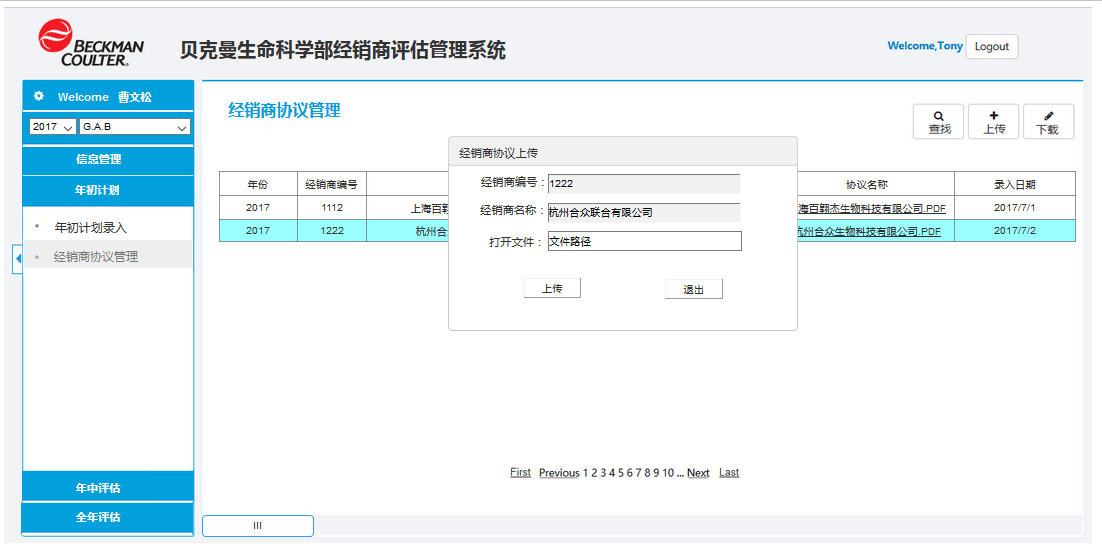 BECKMAN
COULTER®
贝克曼生命科学部经销商评估管理系统
Welcome,Tony
Logout
Welcome 曹文松
2017
G.A.B
信息管理
年初计划
年初计划录入
经销商协议管理
年中评估
全年评估
经销商协议管理
查找
上传
下载
年份 经销商编号 协议名称 录入日期
2017 1112 上海百翱 海百翱杰生物科技有限公司.PDF 2017/7/1
2017 1222 杭州合 杭州合众生物科技有限公司.PDF 2017/7/2
经销商协议上传
经销商编号： 1222
经销商名称： 杭州合众联合有限公司
打开文件： 文件路径
上传
退出
First Previous 1 2 3 4 5 6 7 8 9 10 ... Next Last
III